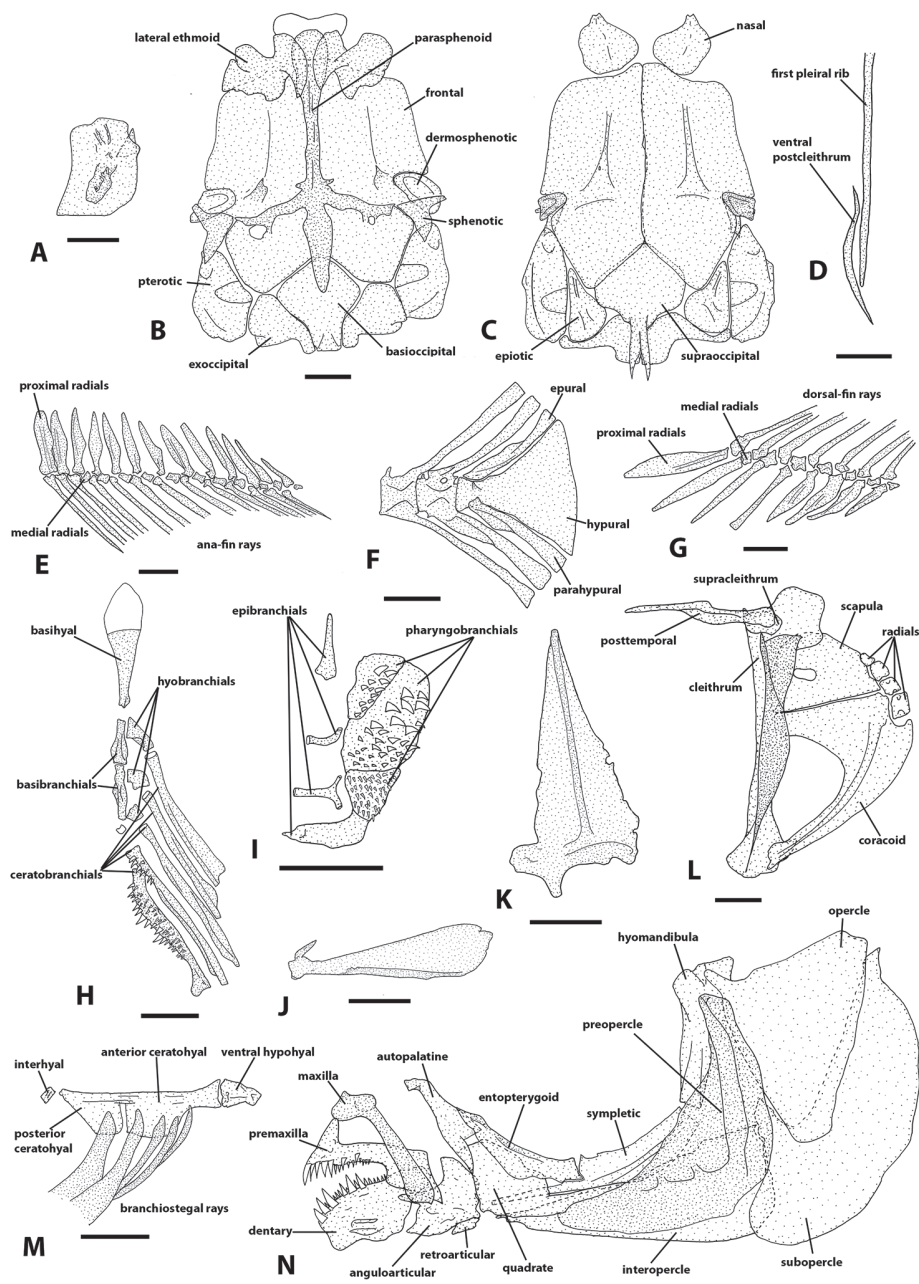 lateral ethmoid
parasphenoid
frontal
dermosphenotic
sphenotic
pterotic
exoccipital
basioccipital
A
B
nasal
epiotic
supraoccipital
C
first pleiral rib
ventral
postcleithrum
D
proximal radials
medial radials
ana-fin rays
E
epural
hypural
parahypural
F
dorsal-fin rays
medial radials
proximal radials
G
basihyal
hyobranchials
basibranchials
ceratobranchials
H
epibranchials
pharyngobranchials
I
J
K
supracleithrum
scapula
radials
posttemporal
cleithrum
coracoid
L
interhyal
anterior ceratohyal
ventral hypohyal
posterior
ceratohyal
branchiostegal rays
M
opercle
hyomandibula
preopercle
autopalatine
maxilla
entopterygoid
sympletic
premaxilla
dentary
anguloarticular
retroarticular
quadrate
interopercle
subopercle
N